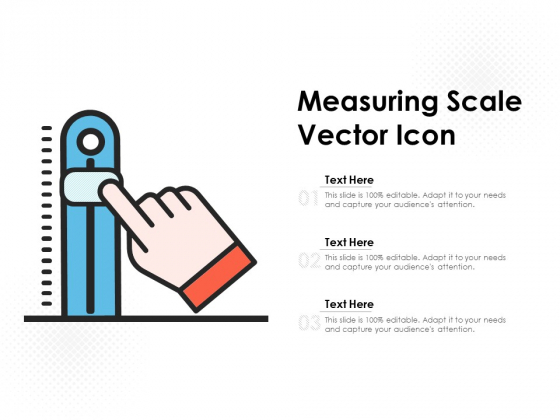 Measuring Scale
Vector Icon
Text Here
01 This slide is 100% editable. Adapt it to your needs
and capture your audience's attention.
Text Here
02 This slide is 100% editable. Adapt it to your needs
and capture your audience's attention.
Text Here
03 This slide is 100% editable. Adapt it to your needs
and capture your audience's attention.